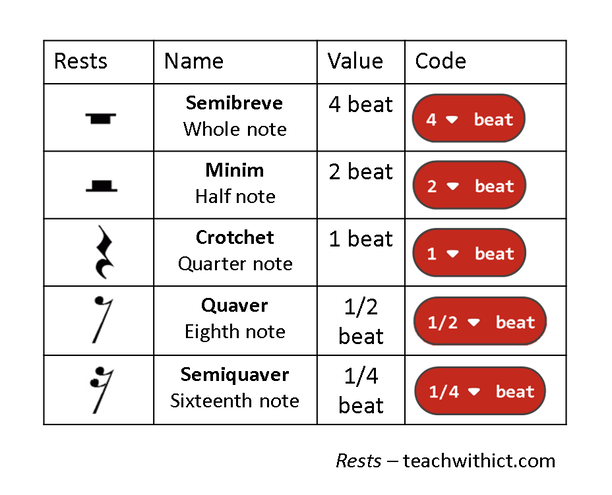 Rests Name Value Code
Semibreve
Whole note
4 beat
4 beat
Minim
Half note
2 beat
2 beat
Crotchet
Quarter note
1 beat
1 beat
Quaver
Eighth note
1/2
beat
1/2 beat
Semiquaver
Sixteenth note
1/4
beat
1/4 beat
Rests – teachwithict.com